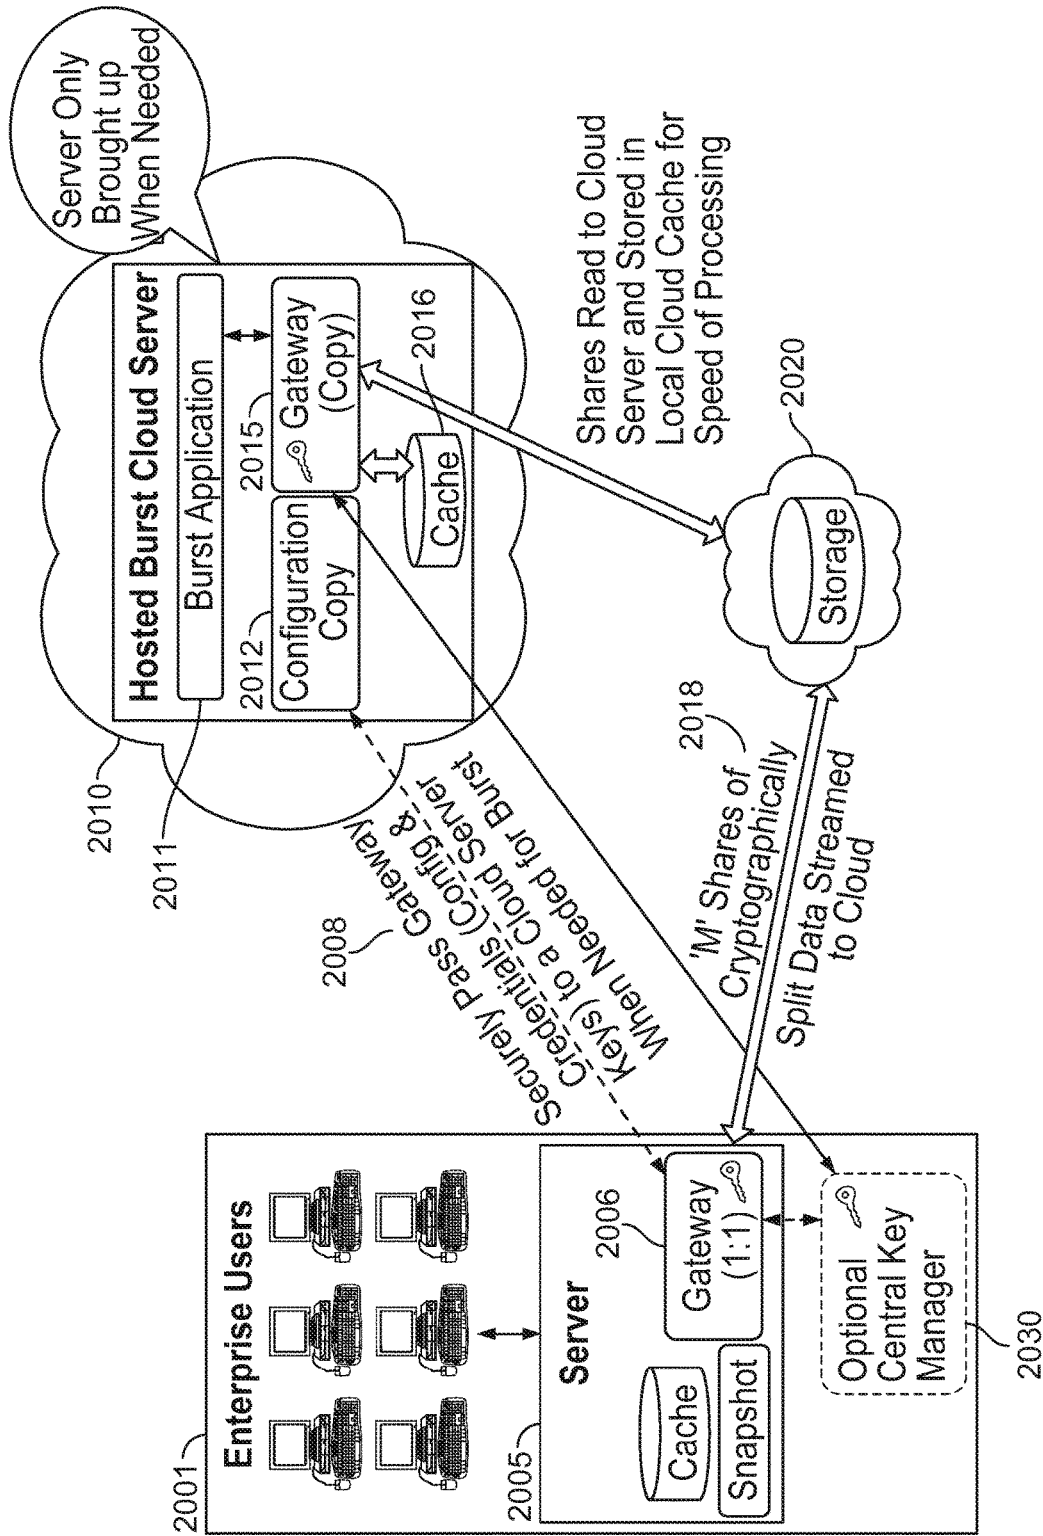 2001
Enterprise Users
2005
Server
Cache
Snapshot
2006
Gateway
(1:1)
Optional
Central Key
Manager
2030
2008
Securely Pass Gateway
Credentials (Config &
Keys) to a Cloud Server
When Needed for Burst
2010
2011
Hosted Burst Cloud Server
Burst Application
2012
Configuration
Copy
2015
Gateway
(Copy)
2016
Cache
Server Only
Brought up
When Needed
2018
'M' Shares of
Cryptographically
Split Data Streamed
to Cloud
Storage
2020
Shares Read to Cloud
Server and Stored in
Local Cloud Cache for
Speed of Processing